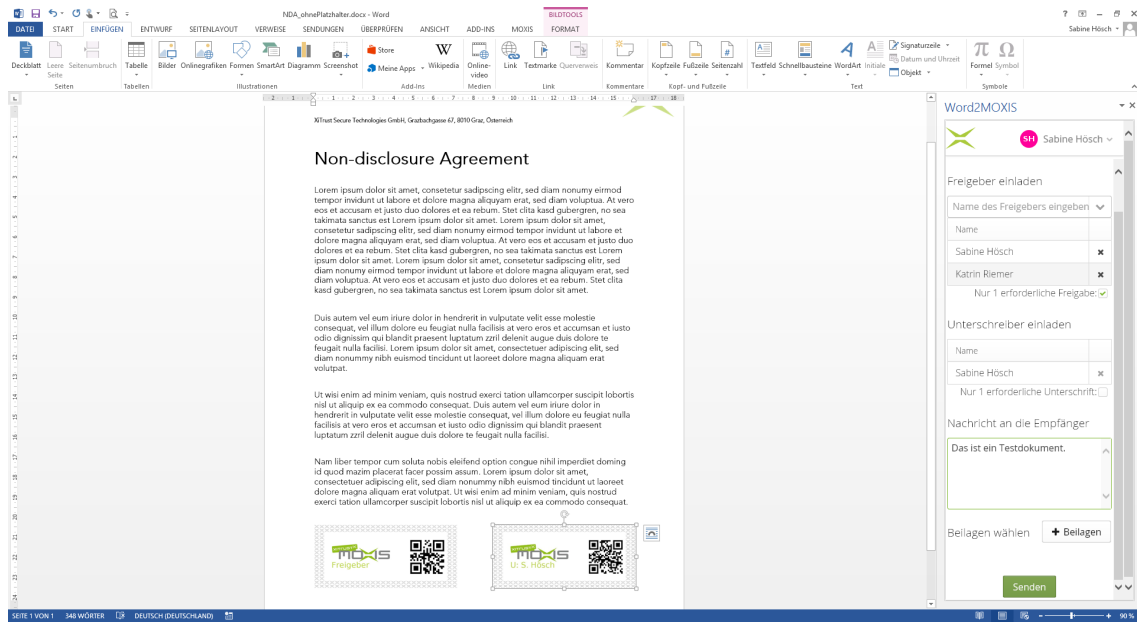 NDA_ohnePlatzhalter.docx - Word
BILDTOOLS
DATEI START EINFÜGEN ENTWURF SEITENLAYOUT VERWEISE SENDUNGEN ÜBERPRÜFEN ANSICHT ADD-INS MOXIS FORMAT
Sabine Hösch
Deckblatt Leere Seite Seitenumbruch
Seiten
Tabelle
Tabellen
Bilder Onlinegrafiken Formen SmartArt Diagramm Screenshot
Illustrationen
Store
Meine Apps
Wikipedia
Add-Ins
Online-video
Medien
Link Textmarke Querverweis
Link
Kommentar
Kommentare
Kopfzeile Fußzeile Seitenzahl
Kopf- und Fußzeile
Textfeld Schnellbausteine WordArt Initiale
Signaturzeile
Datum und Uhrzeit
Objekt
Text
Formel Symbol
Symbole
XiTrust Secure Technologies GmbH, Grazbachgasse 67, 8010 Graz, Österreich
Non-disclosure Agreement
Lorem ipsum dolor sit amet, consetetur sadipscing elitr, sed diam nonumy eirmod
tempor invidunt ut labore et dolore magna aliquyam erat, sed diam voluptua. At vero
eos et accusam et justo duo dolores et ea rebum. Stet clita kasd gubergren, no sea
takimata sanctus est Lorem ipsum dolor sit amet. Lorem ipsum dolor sit amet,
consetetur sadipscing elitr, sed diam nonumy eirmod tempor invidunt ut labore et
dolore magna aliquyam erat, sed diam voluptua. At vero eos et accusam et justo duo
dolores et ea rebum. Stet clita kasd gubergren, no sea takimata sanctus est Lorem
ipsum dolor sit amet. Lorem ipsum dolor sit amet, consetetur sadipscing elitr, sed
diam nonumy eirmod tempor invidunt ut labore et dolore magna aliquyam erat, sed
diam voluptua. At vero eos et accusam et justo duo dolores et ea rebum. Stet clita
kasd gubergren, no sea takimata sanctus est Lorem ipsum dolor sit amet.
Duis autem vel eum iriure dolor in hendrerit in vulputate velit esse molestie
consequat, vel illum dolore eu feugiat nulla facilisis at vero eros et accumsan et iusto
odio dignissim qui blandit praesent luptatum zzril delenit augue duis dolore te
feugait nulla facilisi. Lorem ipsum dolor sit amet, consectetuer adipiscing elit, sed
diam nonummy nibh euismod tincidunt ut laoreet dolore magna aliquam erat
volutpat.
Ut wisi enim ad minim veniam, quis nostrud exerci tation ullamcorper suscipit lobortis
nisl ut aliquip ex ea commodo consequat. Duis autem vel eum iriure dolor in
hendrerit in vulputate velit esse molestie consequat, vel illum dolore eu feugiat nulla
facilisis at vero eros et accumsan et iusto odio dignissim qui blandit praesent
luptatum zzril delenit augue duis dolore te feugait nulla facilisi.
Nam liber tempor cum soluta nobis eleifend option congue nihil imperdiet doming
id quod mazim placerat facer possim assum. Lorem ipsum dolor sit amet,
consectetuer adipiscing elit, sed diam nonummy nibh euismod tincidunt ut laoreet
dolore magna aliquam erat volutpat. Ut wisi enim ad minim veniam, quis nostrud
exerci tation ullamcorper suscipit lobortis nisl ut aliquip ex ea commodo consequat.
MOXIS
Freigeber
MOXIS
U: S. Hösch
Word2MOXIS
SH Sabine Hösch
Freigeber einladen
Name des Freigebers eingeben
Name
Sabine Hösch
Katrin Riemer
Nur 1 erforderliche Freigabe:
Unterschreiber einladen
Name
Sabine Hösch
Nur 1 erforderliche Unterschrift:
Nachricht an die Empfänger
Das ist ein Testdokument.
Beilagen wählen + Beilagen
Senden
SEITE 1 VON 1 348 WÖRTER DEUTSCH (DEUTSCHLAND) 90 %